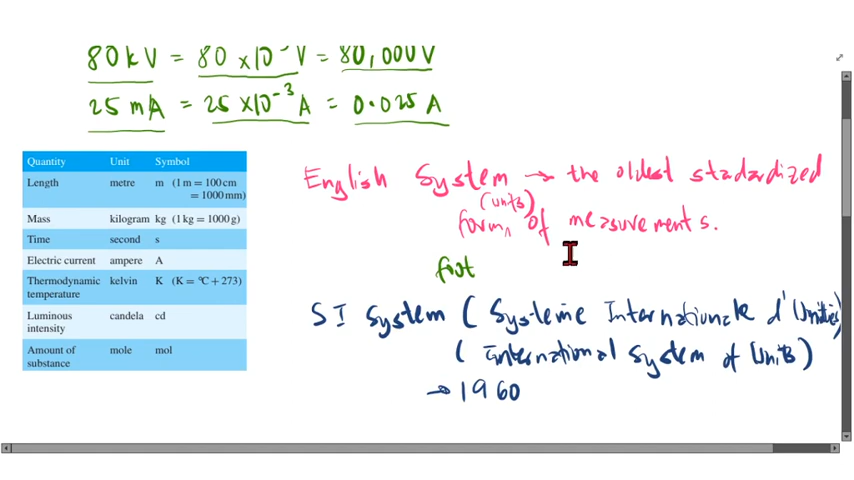 80 kV = 80 ×10 V = 80,000 V
25 mA = 25 ×10⁻³ A = 0.025 A
Quantity Unit Symbol
Length metre m (1 m = 100 cm
= 1000 mm)
Mass kilogram kg (1 kg = 1000 g)
Time second s
Electric current ampere A
Thermodynamic kelvin K (K = °C + 273)
temperature
Luminous candela cd
intensity
Amount of mole mol
substance
English System → the oldest standardized
(units)
form, of measurements.
foot
SI System ( Systeme Internationale d'Unities)
( International System of Units)
→ 1960